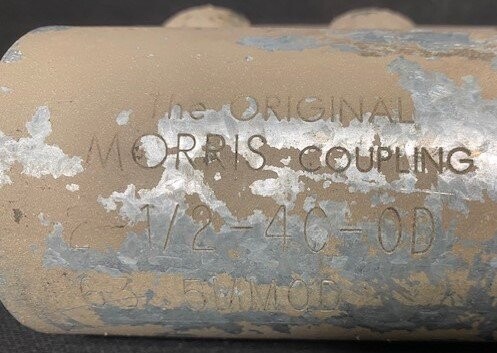 The ORIGINAL
MORRIS COUPLING
2-1/2-4C-OD
63.5MMOD